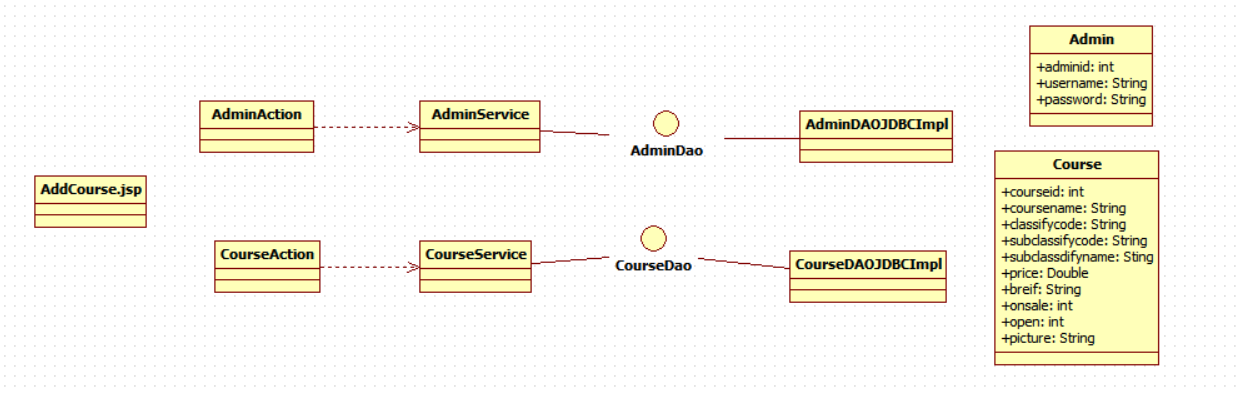 Admin
+adminid: int
+username: String
+password: String
AdminAction
AdminService
AdminDao
AdminDAOJDBCImpl
AddCourse.jsp
CourseAction
CourseService
CourseDao
CourseDAOJDBCImpl
Course
+courseid: int
+coursename: String
+classifycode: String
+subclassifycode: String
+subclassdifyname: Sting
+price: Double
+breif: String
+onsale: int
+open: int
+picture: String